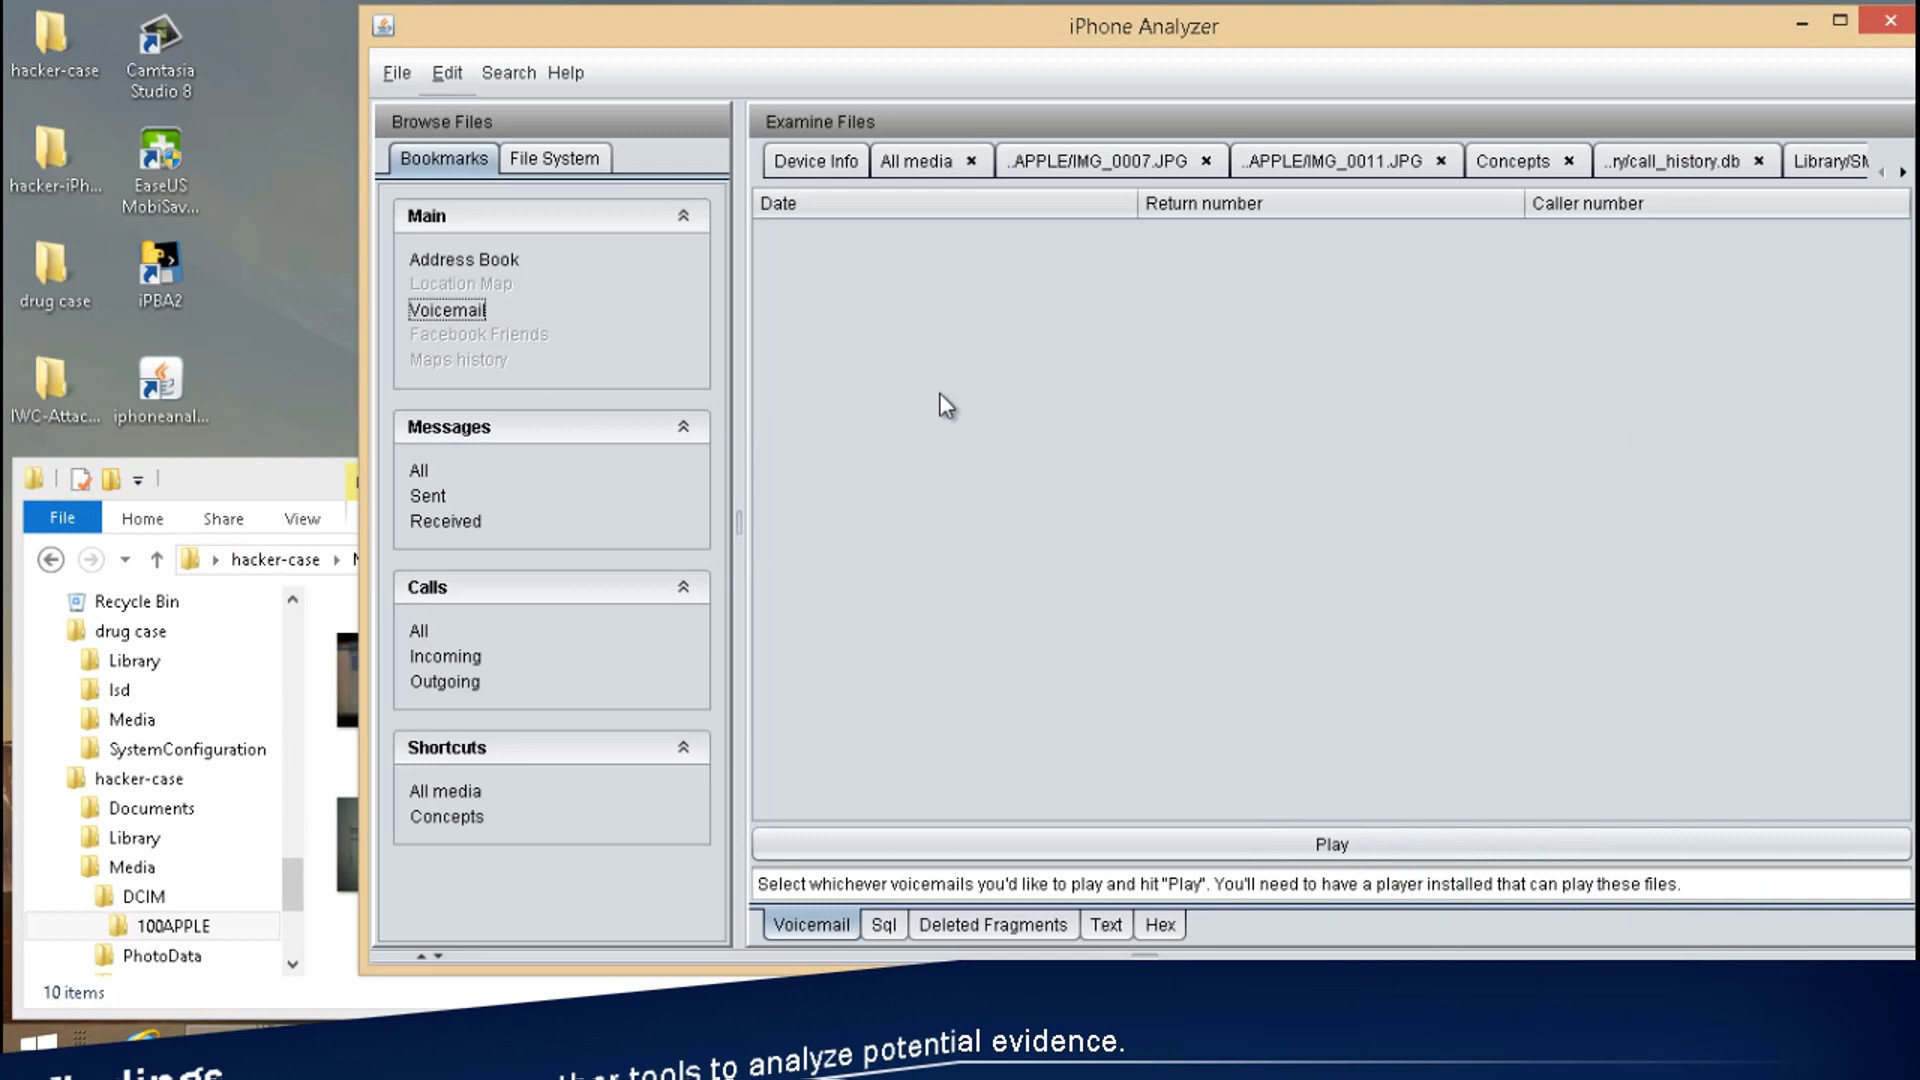 hacker-case
Camtasia
Studio 8
hacker-iPh...
EaseUS
MobiSav...
drug case
iPBA2
IWC-Attac...
iphoneanal...
iPhone Analyzer
File Edit Search Help
Browse Files
Bookmarks File System
Main
Address Book
Location Map
Voicemail
Facebook Friends
Maps history
Messages
All
Sent
Received
Calls
All
Incoming
Outgoing
Shortcuts
All media
Concepts
Examine Files
Device Info All media ..APPLE/IMG_0007.JPG ..APPLE/IMG_0011.JPG Concepts ..ry/call_history.db
Date Return number Caller number
Play
Select whichever voicemails you'd like to play and hit "Play". You'll need to have a player installed that can play these files.
Voicemail Sql Deleted Fragments Text Hex
File Home Share View
hacker-case
Recycle Bin
drug case
Library
lsd
Media
SystemConfiguration
hacker-case
Documents
Library
Media
DCIM
100APPLE
PhotoData
10 items
tools to analyze potential evidence.